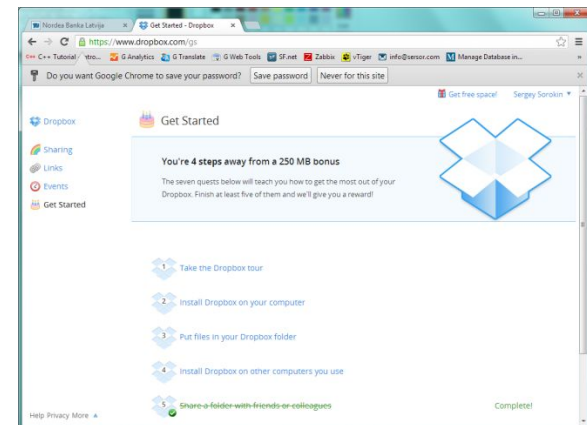 Nordea Banka Latvija
Get Started - Dropbox
https://www.dropbox.com/gs
C++ Tutorial - Intro...
G Analytics
G Translate
G Web Tools
SF.net
Zabbix
vTiger
Manage Database in...
Do you want Google Chrome to save your password?
Save password
Never for this site
Get free space!
Sergey Sorokin
Dropbox
Get Started
Sharing
Links
Events
Get Started
You're 4 steps away from a 250 MB bonus
The seven quests below will teach you how to get the most out of your
Dropbox. Finish at least five of them and we'll give you a reward!
1 Take the Dropbox tour
2 Install Dropbox on your computer
3 Put files in your Dropbox folder
4 Install Dropbox on other computers you use
5 Share a folder with friends or colleagues
Complete!
Help Privacy More